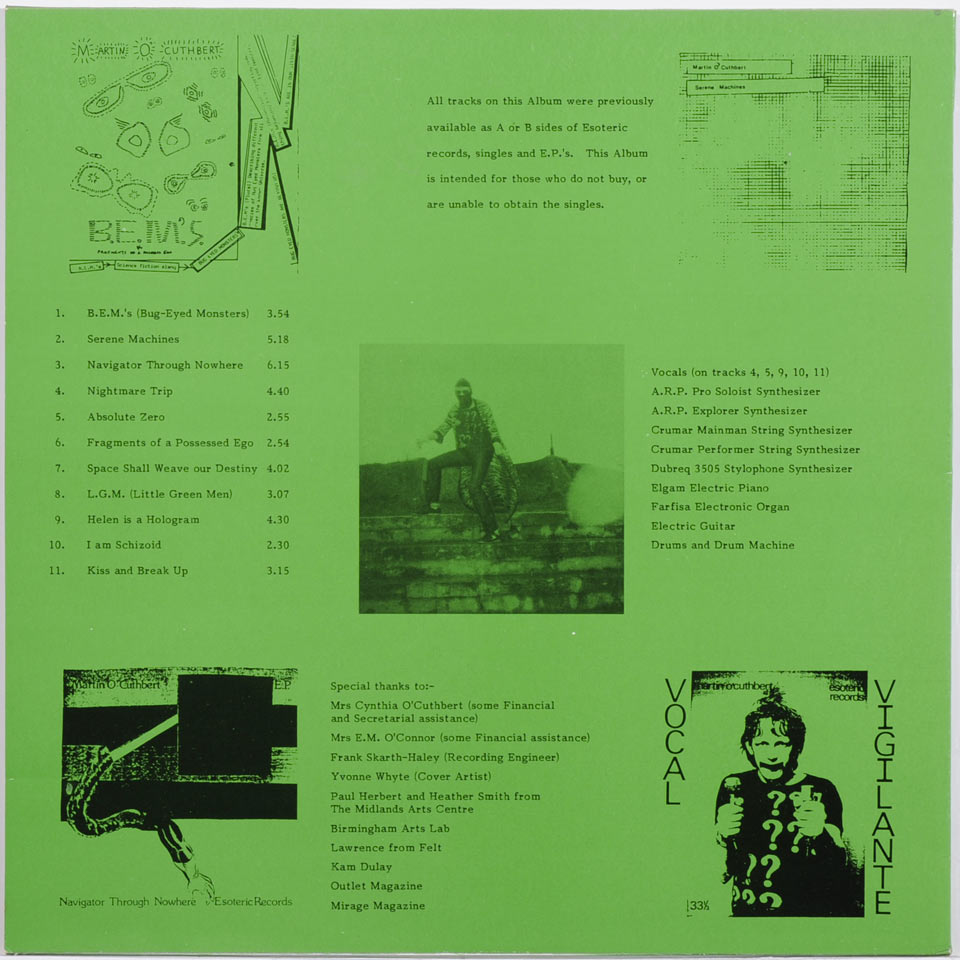 MARTIN O CUTHBERT
B.E.M's.
&
FRAGMENTS OF A POSSESSED EGO
B.E.M.'s
Science fiction slang
BUG EYED MONSTERS
All tracks on this Album were previously
available as A or B sides of Esoteric
records, singles and E.P.'s. This Album
is intended for those who do not buy, or
are unable to obtain the singles.
Martin O'Cuthbert
Serene Machines
1. B.E.M.'s (Bug-Eyed Monsters) 3.54
2. Serene Machines 5.18
3. Navigator Through Nowhere 6.15
4. Nightmare Trip 4.40
5. Absolute Zero 2.55
6. Fragments of a Possessed Ego 2.54
7. Space Shall Weave our Destiny 4.02
8. L.G.M. (Little Green Men) 3.07
9. Helen is a Hologram 4.30
10. I am Schizoid 2.30
11. Kiss and Break Up 3.15
Vocals (on tracks 4, 5, 9, 10, 11)
A.R.P. Pro Soloist Synthesizer
A.R.P. Explorer Synthesizer
Crumar Mainman String Synthesizer
Crumar Performer String Synthesizer
Dubreq 3505 Stylophone Synthesizer
Elgam Electric Piano
Farfisa Electronic Organ
Electric Guitar
Drums and Drum Machine
Martin O'Cuthbert E.P.
Navigator Through Nowhere Esoteric Records
Special thanks to:-
Mrs Cynthia O'Cuthbert (some Financial
and Secretarial assistance)
Mrs E.M. O'Connor (some Financial assistance)
Frank Skarth-Haley (Recording Engineer)
Yvonne Whyte (Cover Artist)
Paul Herbert and Heather Smith from
The Midlands Arts Centre
Birmingham Arts Lab
Lawrence from Felt
Kam Dulay
Outlet Magazine
Mirage Magazine
VOCAL
martin o'cuthbert
esoteric
records
VIGILANTE
?
?
? ?
?
? ?
? ? ?
33⅓